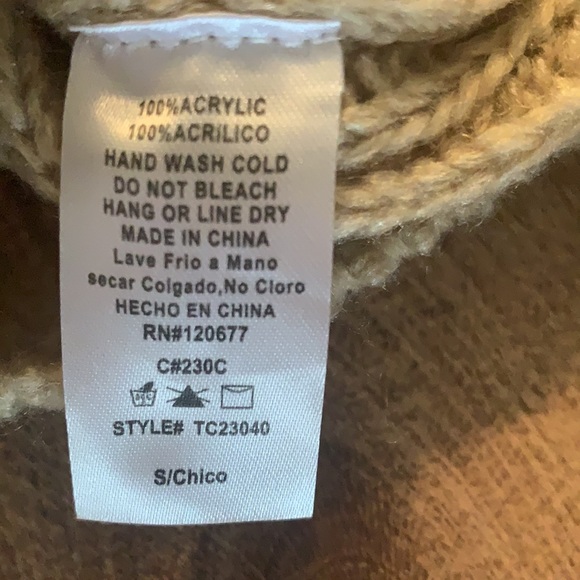 100%ACRYLIC
100%ACRILICO
HAND WASH COLD
DO NOT BLEACH
HANG OR LINE DRY
MADE IN CHINA
Lave Frio a Mano
secar Colgado,No Cloro
HECHO EN CHINA
RN#120677
C#230C
STYLE# TC23040
S/Chico